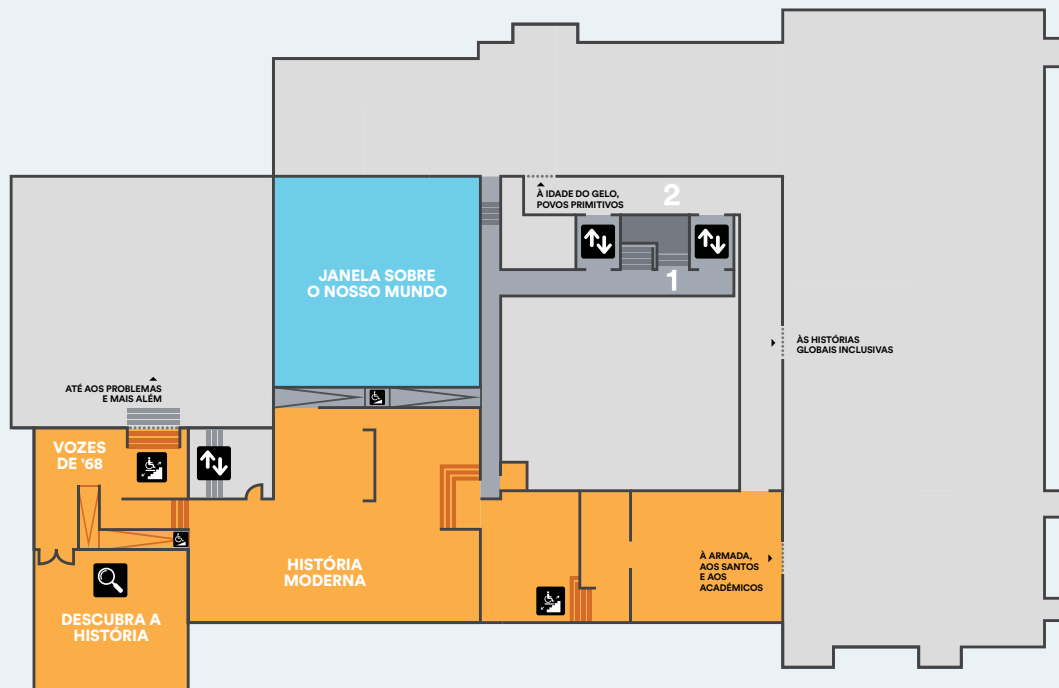 À IDADE DO GELO,
POVOS PRIMITIVOS
2
1
JANELA SOBRE
O NOSSO MUNDO
ÀS HISTÓRIAS
GLOBAIS INCLUSIVAS
ATÉ AOS PROBLEMAS
E MAIS ALÉM
VOZES
DE '68
HISTÓRIA
MODERNA
À ARMADA,
AOS SANTOS
E AOS
ACADÉMICOS
DESCUBRA A
HISTÓRIA